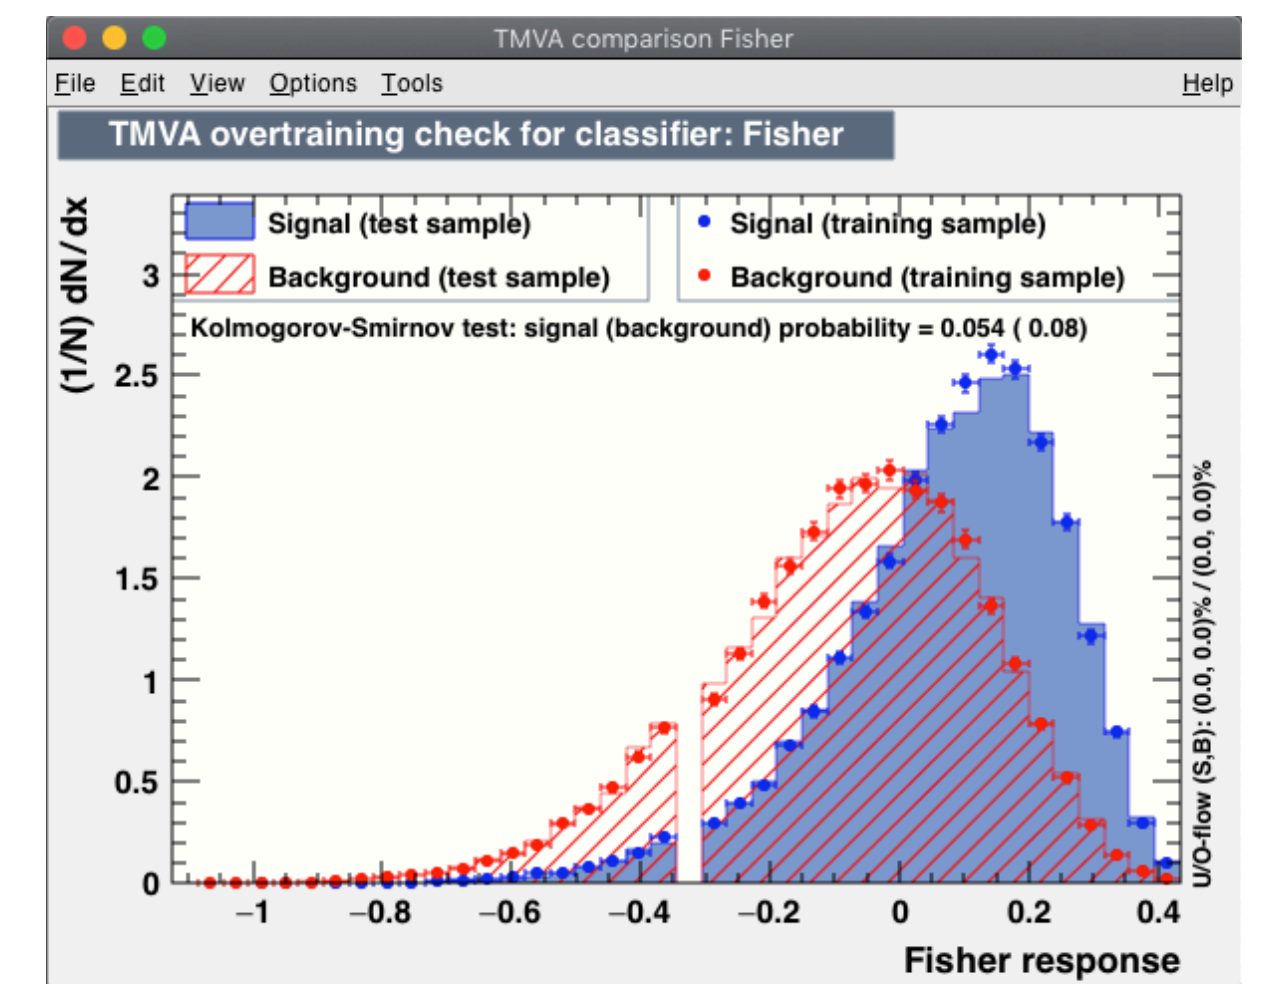 TMVA comparison Fisher
File Edit View Options Tools Help
TMVA overtraining check for classifier: Fisher
(1/N) dN/dx
Signal (test sample)
Background (test sample)
Signal (training sample)
Background (training sample)
Kolmogorov-Smirnov test: signal (background) probability = 0.054 ( 0.08)
3
2.5
2
1.5
1
0.5
0
−1 −0.8 −0.6 −0.4 −0.2 0 0.2 0.4
Fisher response
U/O-flow (S,B): (0.0, 0.0)% / (0.0, 0.0)%